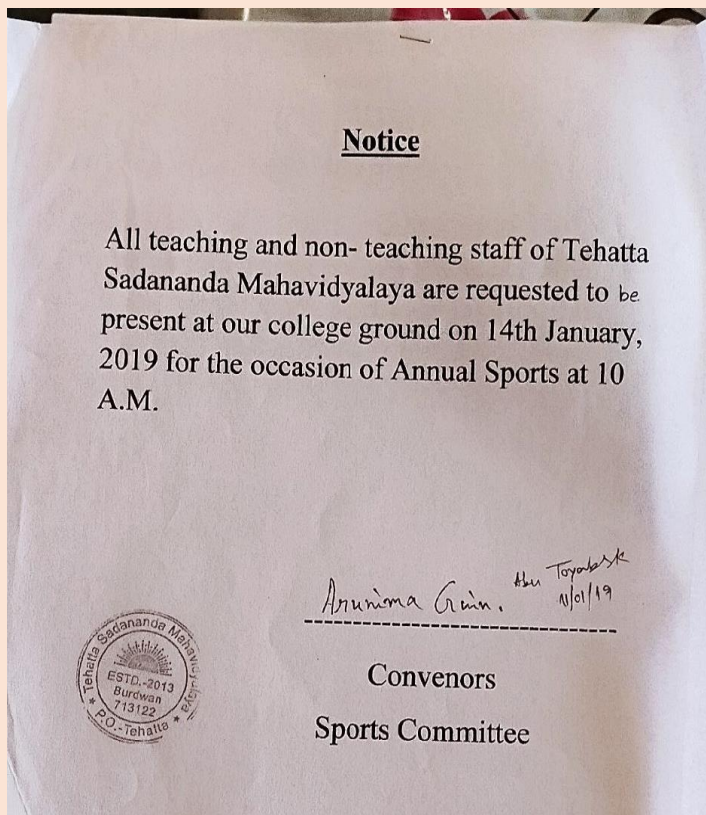 Notice
All teaching and non- teaching staff of Tehatta
Sadananda Mahavidyalaya are requested to be
present at our college ground on 14th January,
2019 for the occasion of Annual Sports at 10
A.M.
Arunima Guin. Abu
11/01/19
Tehatta Sadananda Mahavidyalaya
ESTD.-2013
Burdwan
713122
P.O.-Tehatta
Convenors
Sports Committee